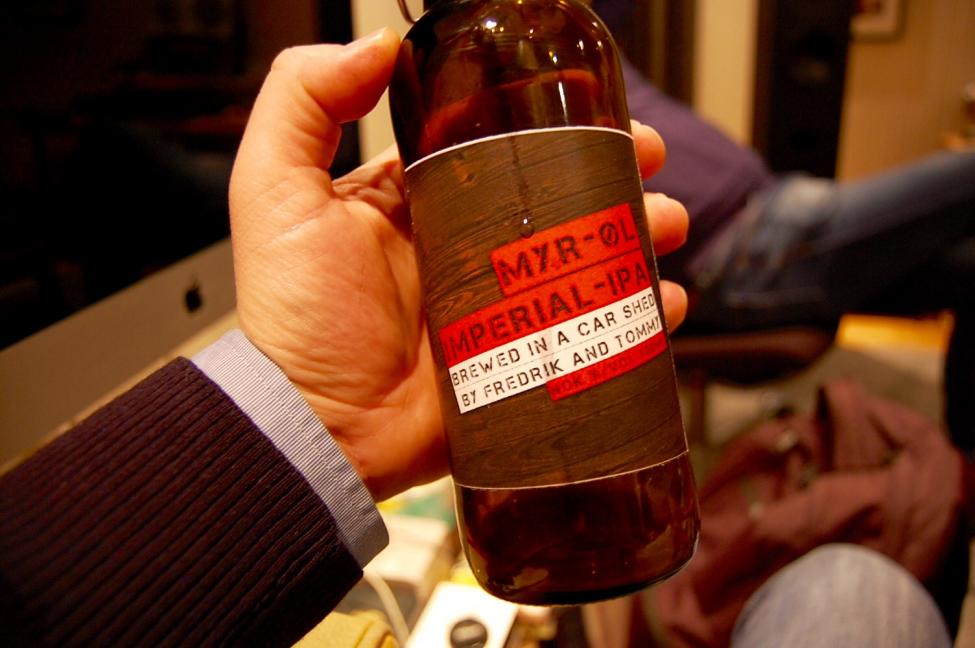 MYR-ØL
IMPERIAL-IPA
BREWED IN A CAR SHED
BY FREDRIK AND TOMMY